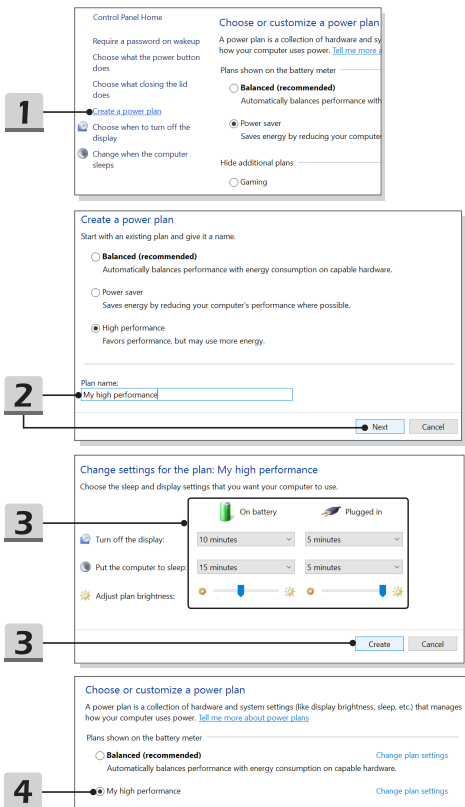 Control Panel Home
Require a password on wakeup
Choose what the power button
does
Choose what closing the lid
does
1
Create a power plan
Choose when to turn off the
display
Change when the computer
sleeps
Choose or customize a power plan
A power plan is a collection of hardware and sy
how your computer uses power. Tell me more a
Plans shown on the battery meter
Balanced (recommended)
Automatically balances performance with
Power saver
Saves energy by reducing your computer
Hide additional plans
Gaming
Create a power plan
Start with an existing plan and give it a name.
Balanced (recommended)
Automatically balances performance with energy consumption on capable hardware.
Power saver
Saves energy by reducing your computer's performance where possible.
High performance
Favors performance, but may use more energy.
Plan name:
2
My high performance
Next Cancel
Change settings for the plan: My high performance
Choose the sleep and display settings that you want your computer to use.
3
On battery Plugged in
Turn off the display: 10 minutes 5 minutes
Put the computer to sleep: 15 minutes 5 minutes
Adjust plan brightness:
3
Create Cancel
Choose or customize a power plan
A power plan is a collection of hardware and system settings (like display brightness, sleep, etc.) that manages
how your computer uses power. Tell me more about power plans
Plans shown on the battery meter
Balanced (recommended) Change plan settings
Automatically balances performance with energy consumption on capable hardware.
4
My high performance Change plan settings